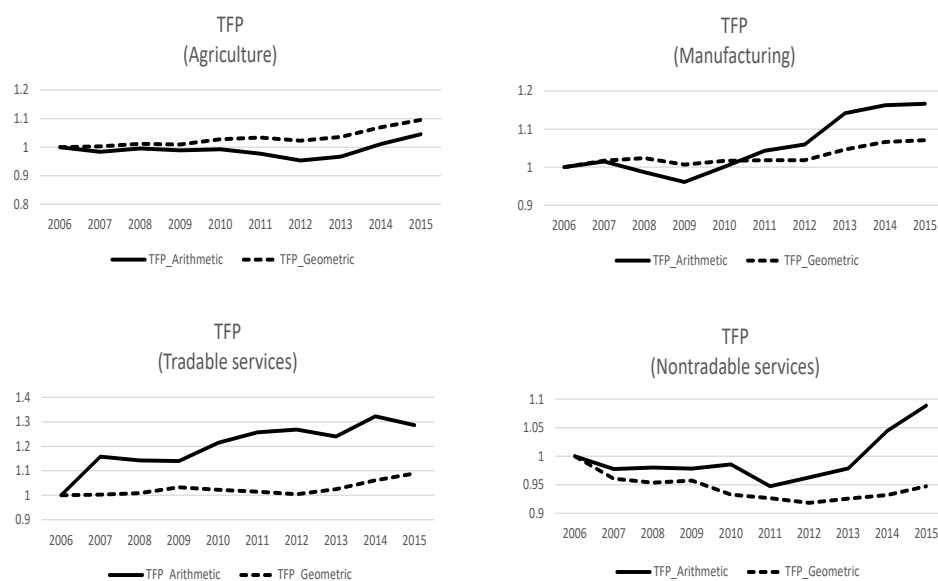 TFP
(Agriculture)
1.2
1.1
1
0.9
0.8
2006 2007 2008 2009 2010 2011 2012 2013 2014 2015
TFP_Arithmetic TFP_Geometric
TFP
(Manufacturing)
1.2
1.1
1
0.9
2006 2007 2008 2009 2010 2011 2012 2013 2014 2015
TFP_Arithmetic TFP_Geometric
TFP
(Tradable services)
1.4
1.3
1.2
1.1
1
0.9
2006 2007 2008 2009 2010 2011 2012 2013 2014 2015
TFP_Arithmetic TFP_Geometric
TFP
(Nontradable services)
1.1
1.05
1
0.95
0.9
2006 2007 2008 2009 2010 2011 2012 2013 2014 2015
TFP_Arithmetic TFP_Geometric